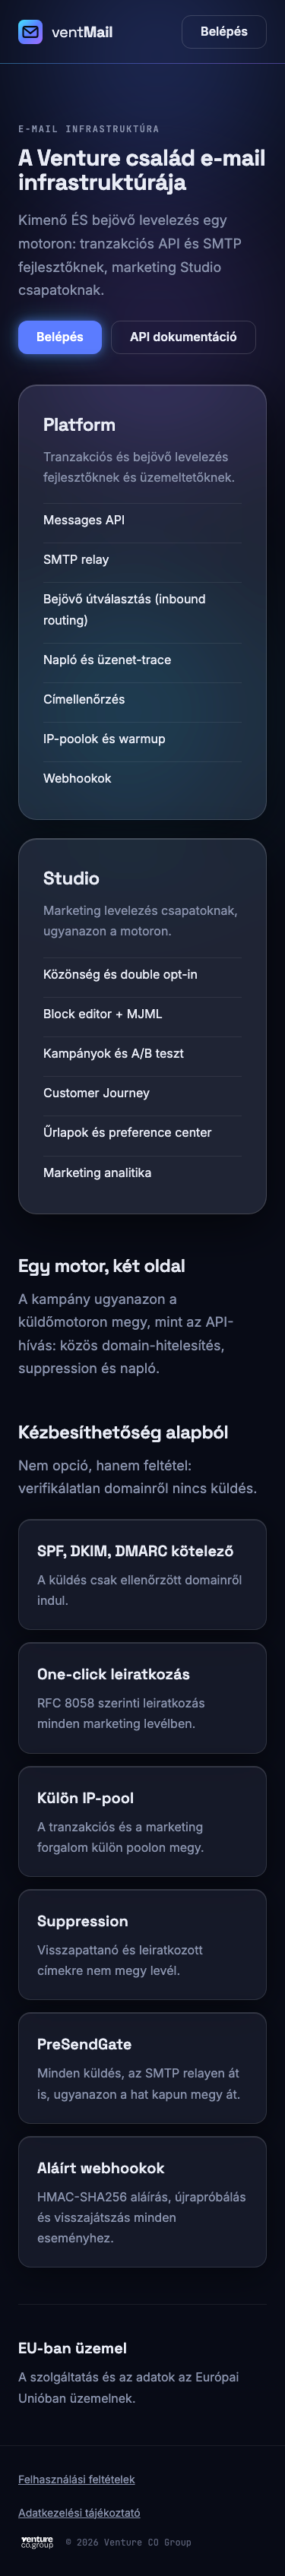 ventMail
Belépés
E-MAIL INFRASTRUKTÚRA
A Venture család e-mail
infrastruktúrája
Kimenő ÉS bejövő levelezés egy
motoron: tranzakciós API és SMTP
fejlesztőknek, marketing Studio
csapatoknak.
Belépés
API dokumentáció
Platform
Tranzakciós és bejövő levelezés
fejlesztőknek és üzemeltetőknek.
Messages API
SMTP relay
Bejövő útválasztás (inbound
routing)
Napló és üzenet-trace
Címellenőrzés
IP-poolok és warmup
Webhookok
Studio
Marketing levelezés csapatoknak,
ugyanazon a motoron.
Közönség és double opt-in
Block editor + MJML
Kampányok és A/B teszt
Customer Journey
Űrlapok és preference center
Marketing analitika
Egy motor, két oldal
A kampány ugyanazon a
küldőmotoron megy, mint az API-
hívás: közös domain-hitelesítés,
suppression és napló.
Kézbesíthetőség alapból
Nem opció, hanem feltétel:
verifikálatlan domainről nincs küldés.
SPF, DKIM, DMARC kötelező
A küldés csak ellenőrzött domainről
indul.
One-click leiratkozás
RFC 8058 szerinti leiratkozás
minden marketing levélben.
Külön IP-pool
A tranzakciós és a marketing
forgalom külön poolon megy.
Suppression
Visszapattanó és leiratkozott
címekre nem megy levél.
PreSendGate
Minden küldés, az SMTP relayen át
is, ugyanazon a hat kapun megy át.
Aláírt webhookok
HMAC-SHA256 aláírás, újrapróbálás
és visszajátszás minden
eseményhez.
EU-ban üzemel
A szolgáltatás és az adatok az Európai
Unióban üzemelnek.
Felhasználási feltételek
Adatkezelési tájékoztató
venture
co.group
© 2026 Venture CO Group